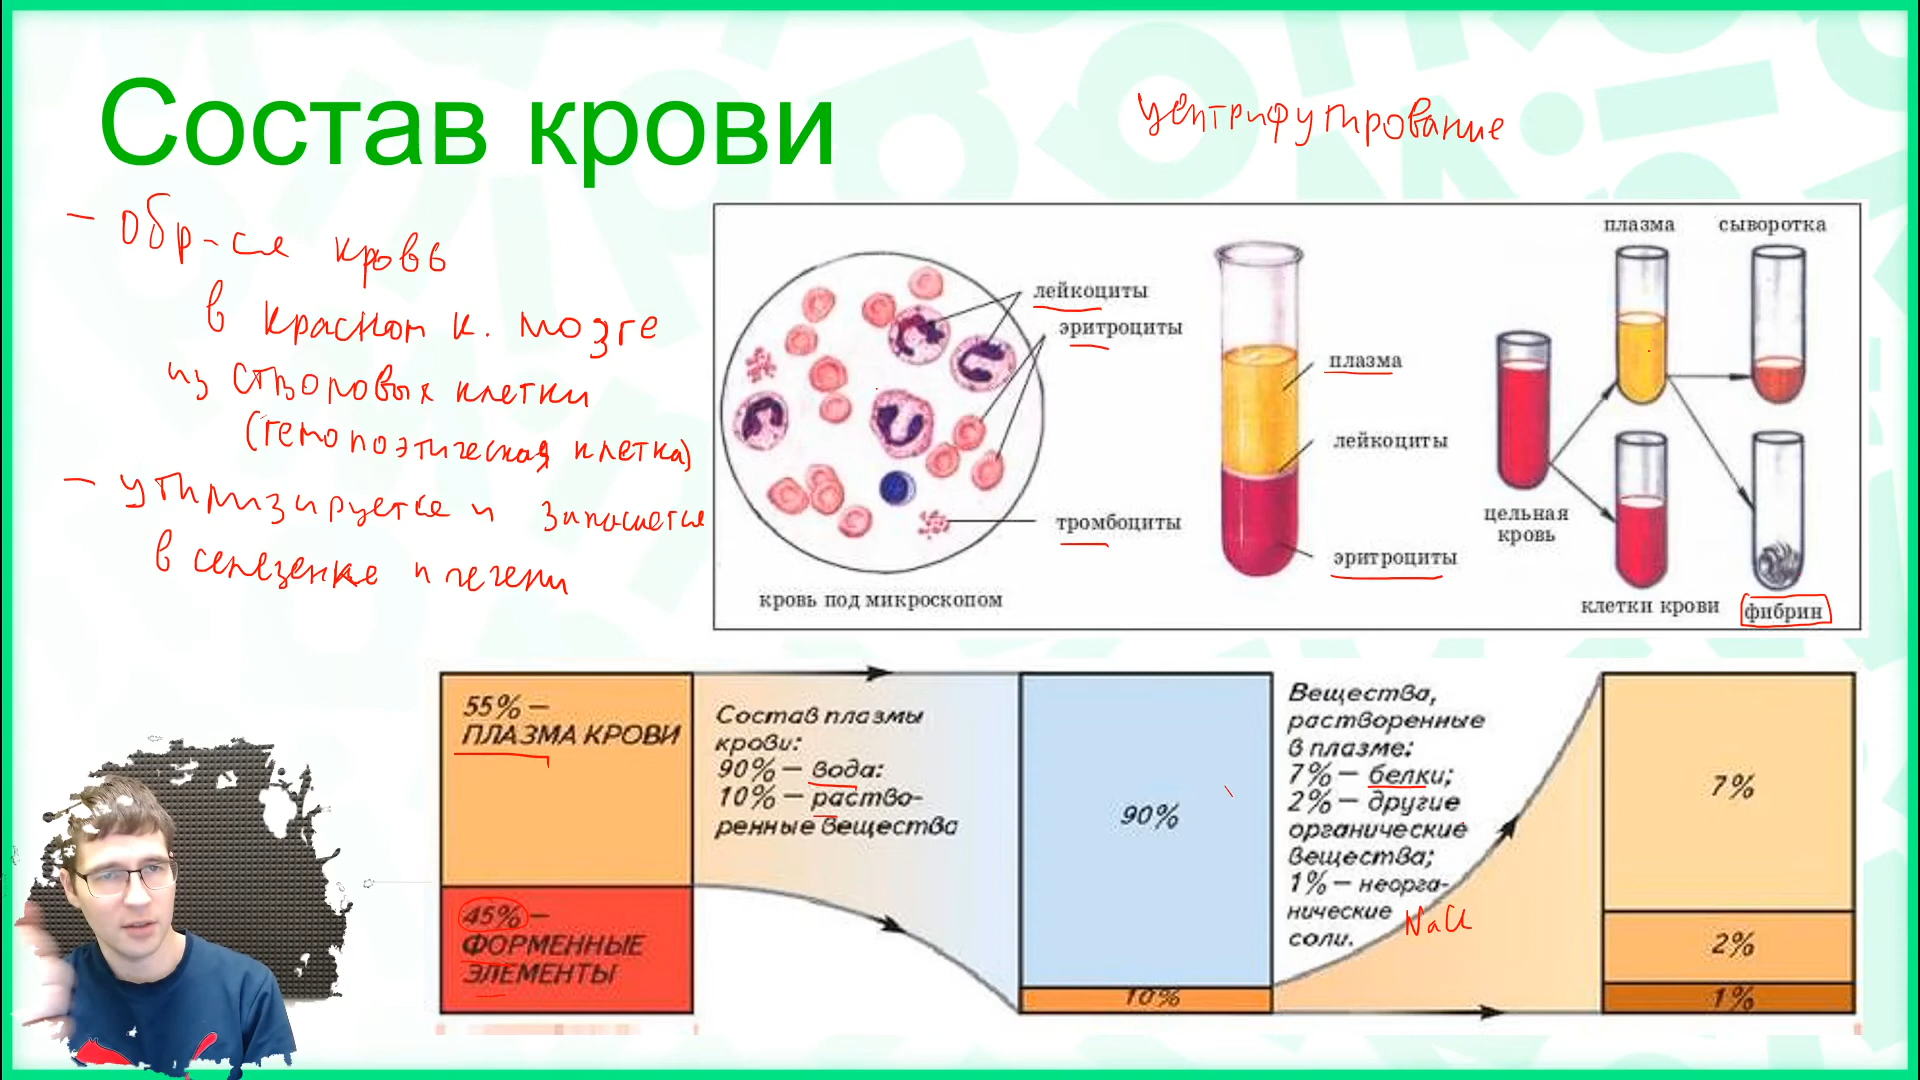 Состав крови
центрифугирование
- обр-ся кровь
в красном к. мозге
из стволовых клетки
(гемопоэтическая клетка)
- утилизируется и запасается
в селезенке и печени
лейкоциты
эритроциты
тромбоциты
кровь под микроскопом
плазма
лейкоциты
эритроциты
плазма
сыворотка
цельная
кровь
клетки крови
фибрин
55% —
ПЛАЗМА КРОВИ
45% —
ФОРМЕННЫЕ
ЭЛЕМЕНТЫ
Состав плазмы
крови:
90% — вода:
10% — раство-
ренные вещества
90%
10%
Вещества,
растворенные
в плазме:
7% — белки;
2% — другие
органические
вещества;
1% — неорга-
нические
соли.
NaCl
7%
2%
1%